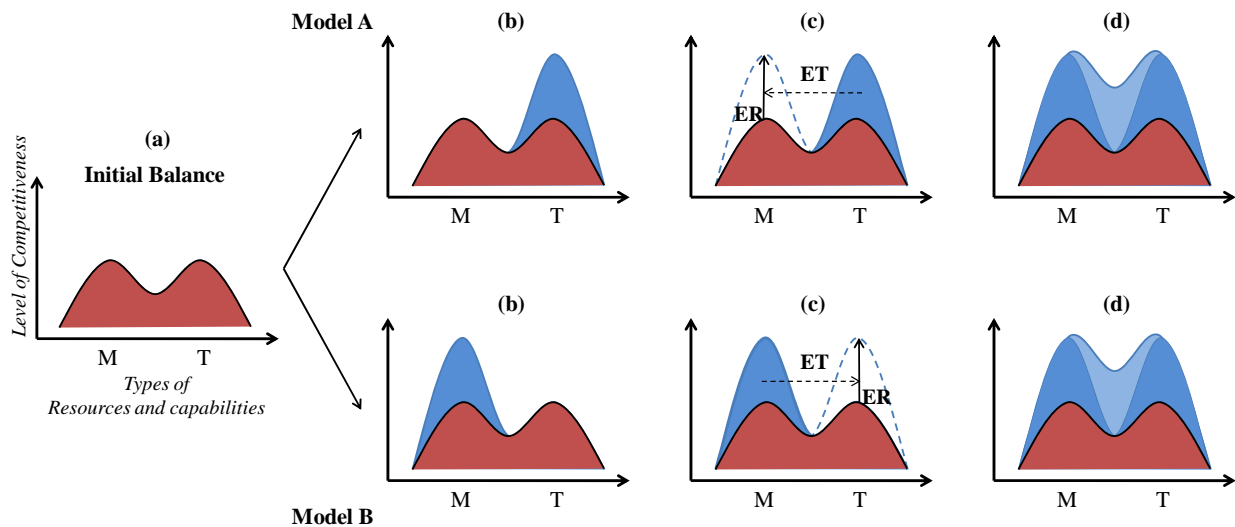 Model A
(b)
(c)
(d)
ET
ER
M
T
M
T
M
T
(a)
Initial Balance
Level of Competitiveness
M
T
Types of
Resources and capabilities
(b)
(c)
(d)
ET
ER
M
T
M
T
M
T
Model B